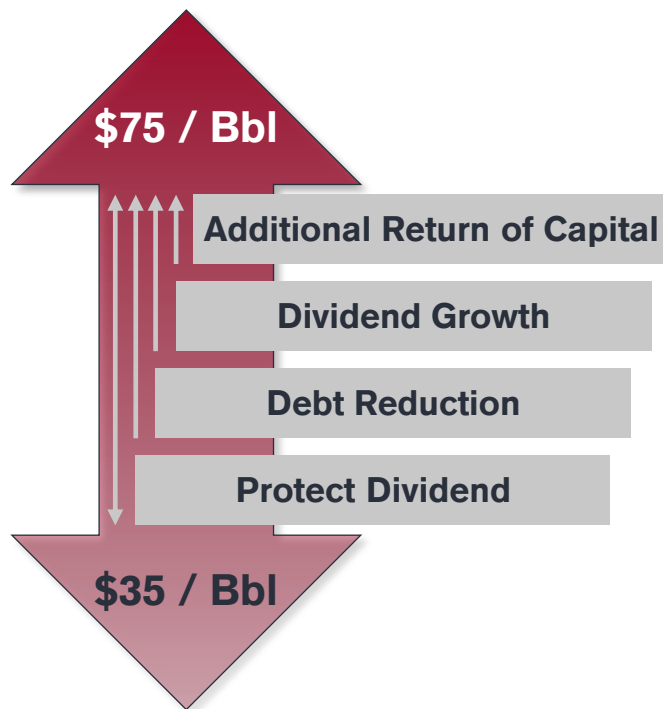 $75 / Bbl
Additional Return of Capital
Dividend Growth
Debt Reduction
Protect Dividend
$35 / Bbl